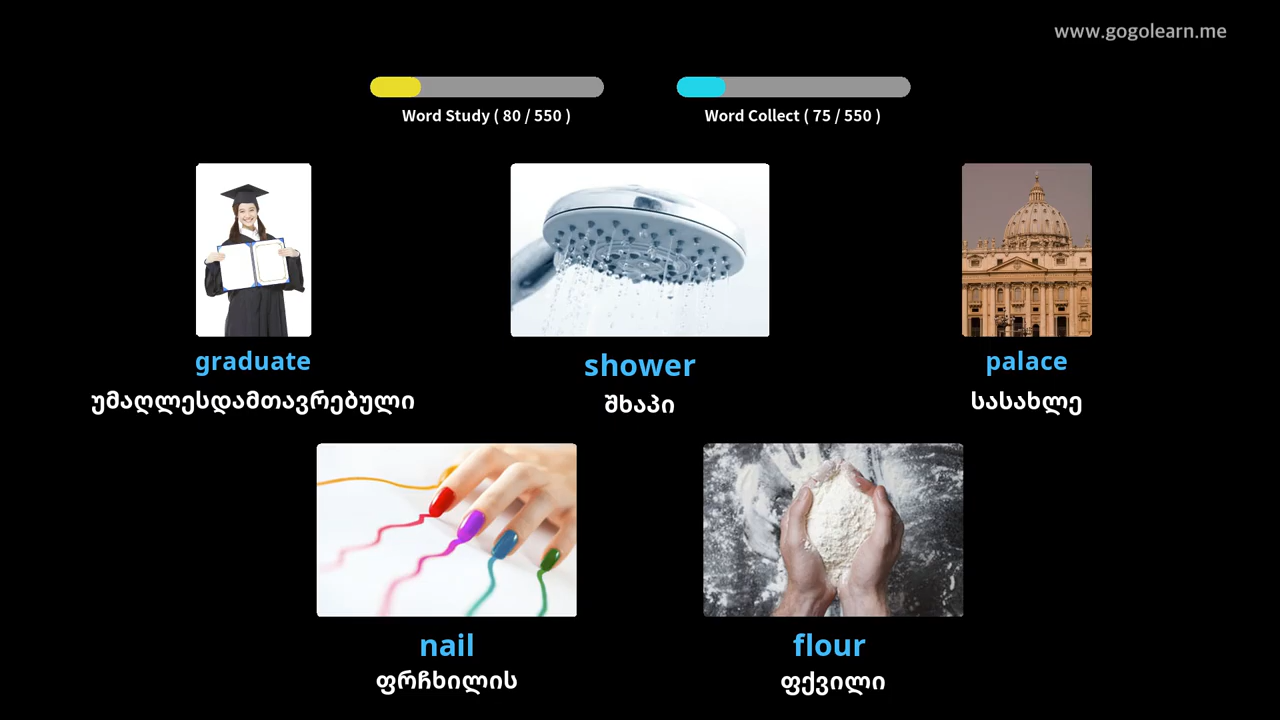 www.gogolearn.me
Word Study ( 80 / 550 )
Word Collect ( 75 / 550 )
graduate
უმაღლესდამთავრებული
shower
შხაპი
palace
სასახლე
nail
ფრჩხილის
flour
ფქვილი